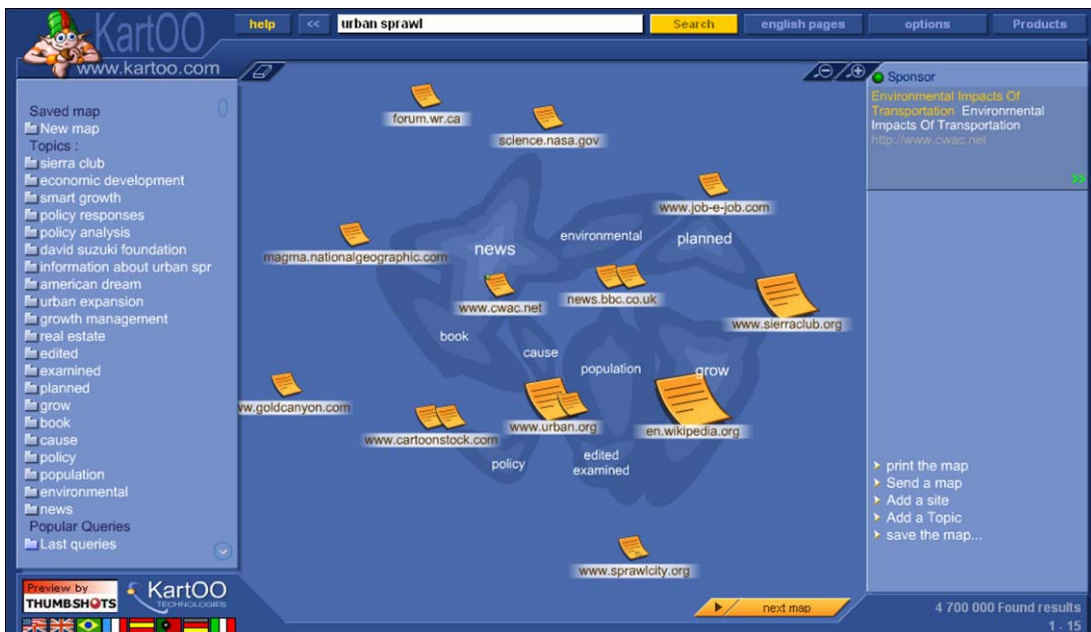 KartOO
www.kartoo.com
help
<<
urban sprawl
Search
english pages
options
Products
Saved map
0
New map
Topics :
sierra club
economic development
smart growth
policy responses
policy analysis
david suzuki foundation
information about urban spr
american dream
urban expansion
growth management
real estate
edited
examined
planned
grow
book
cause
policy
population
environmental
news
Popular Queries
Last queries
Preview by
THUMBSHOTS
KartOO
TECHNOLOGIES
forum.wr.ca
science.nasa.gov
www.job-e-job.com
environmental
planned
news
magma.nationalgeographic.com
www.cwac.net
news.bbc.co.uk
www.sierraclub.org
book
cause
population
grow
ww.goldcanyon.com
www.cartoonstock.com
www.urban.org
en.wikipedia.org
policy
edited
examined
www.sprawlcity.org
next map
Sponsor
Environmental Impacts Of
Transportation Environmental
Impacts Of Transportation
http://www.cwac.net
>>
print the map
Send a map
Add a site
Add a Topic
save the map...
4 700 000 Found results
1 - 15